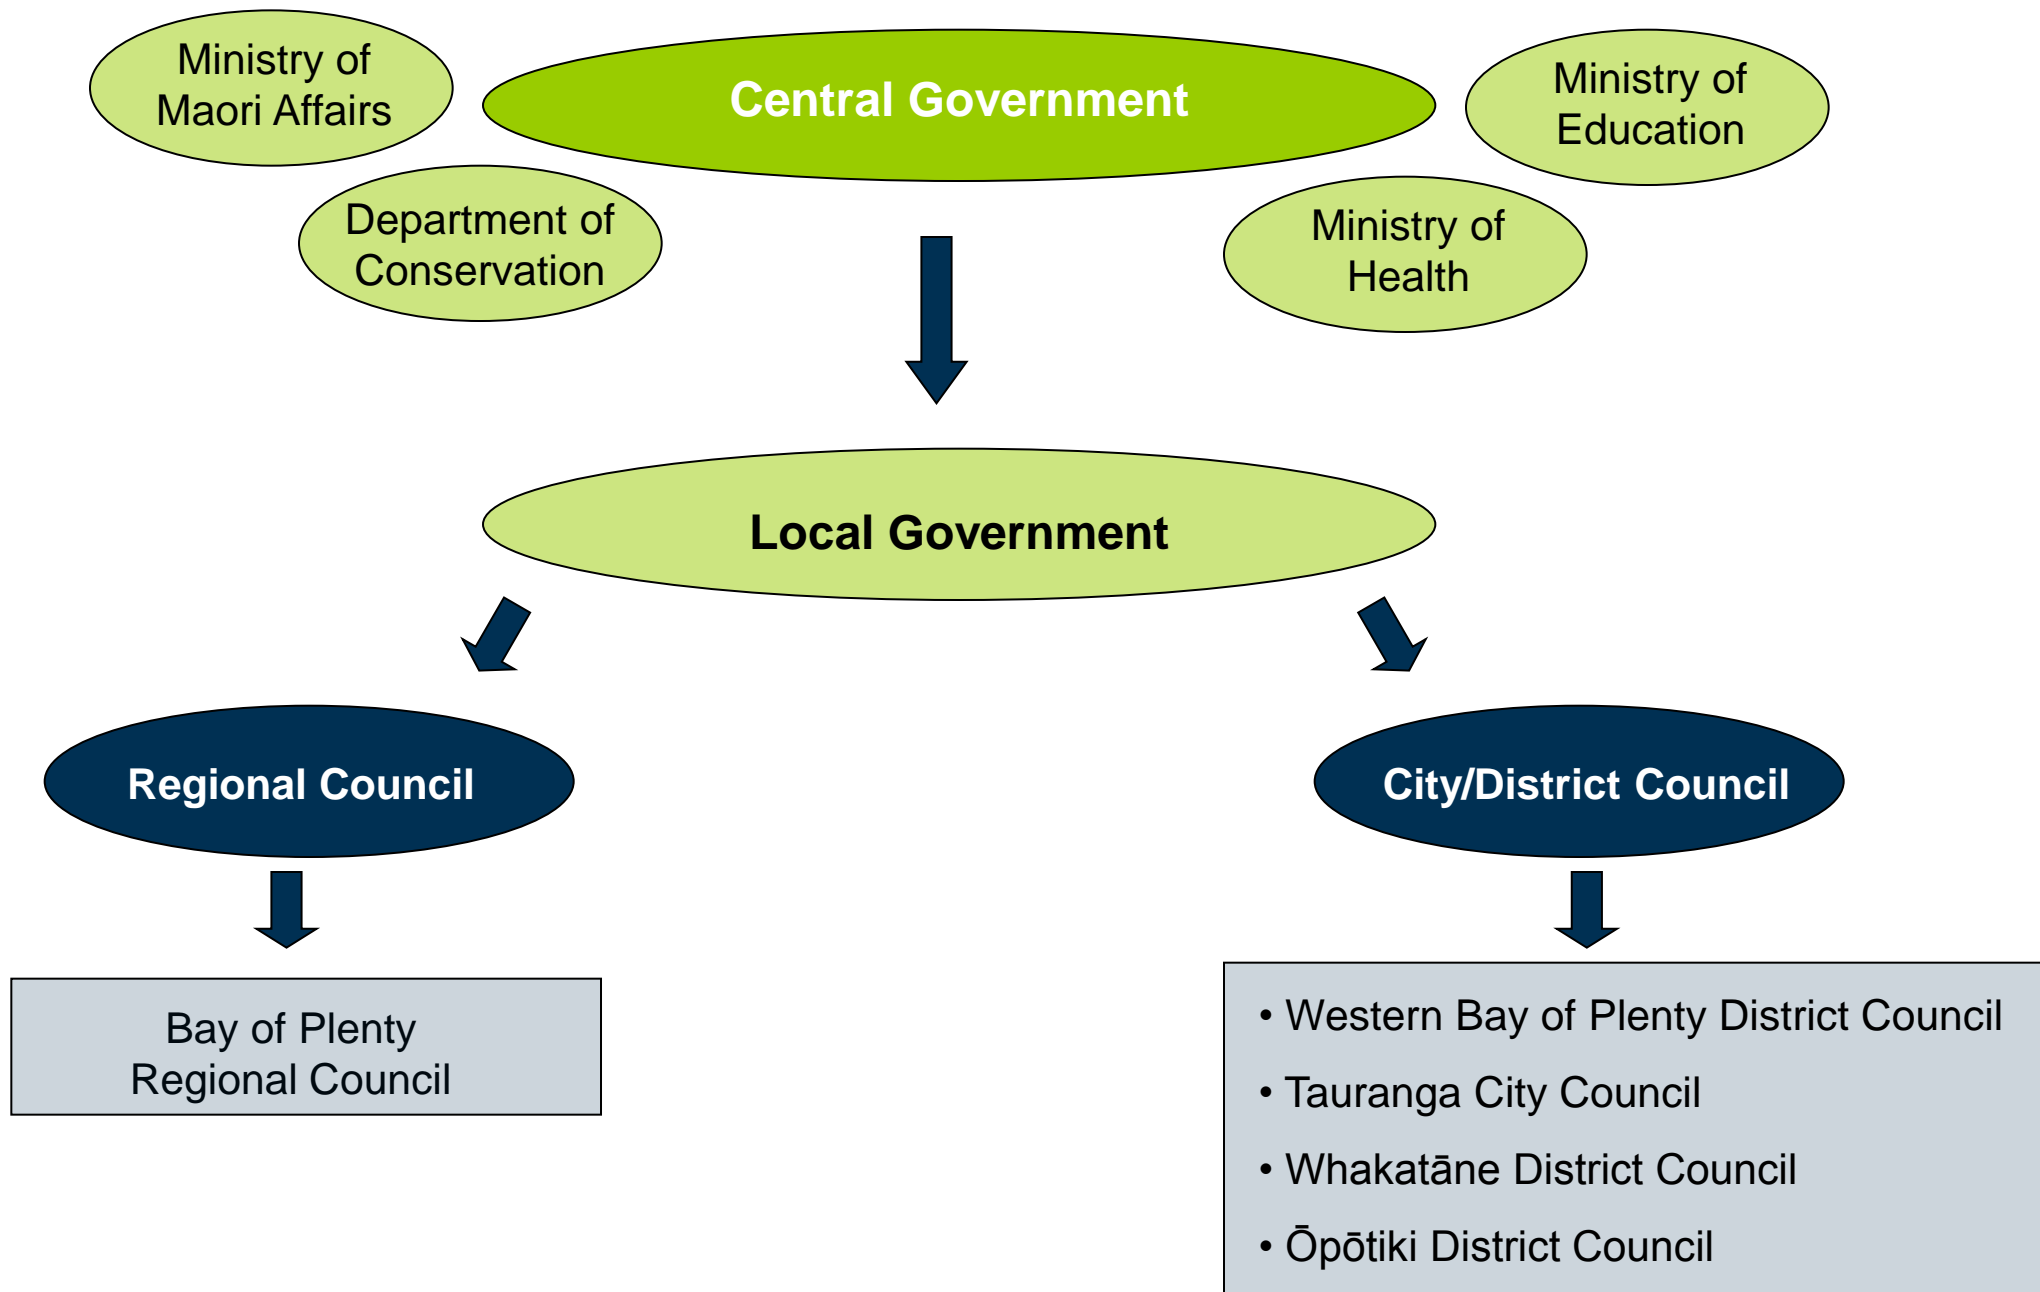 Ministry of
Maori Affairs
Central Government
Ministry of
Education
Department of
Conservation
Ministry of
Health
Local Government
Regional Council
City/District Council
Bay of Plenty
Regional Council
• Western Bay of Plenty District Council
• Tauranga City Council
• Whakatāne District Council
• Ōpōtiki District Council